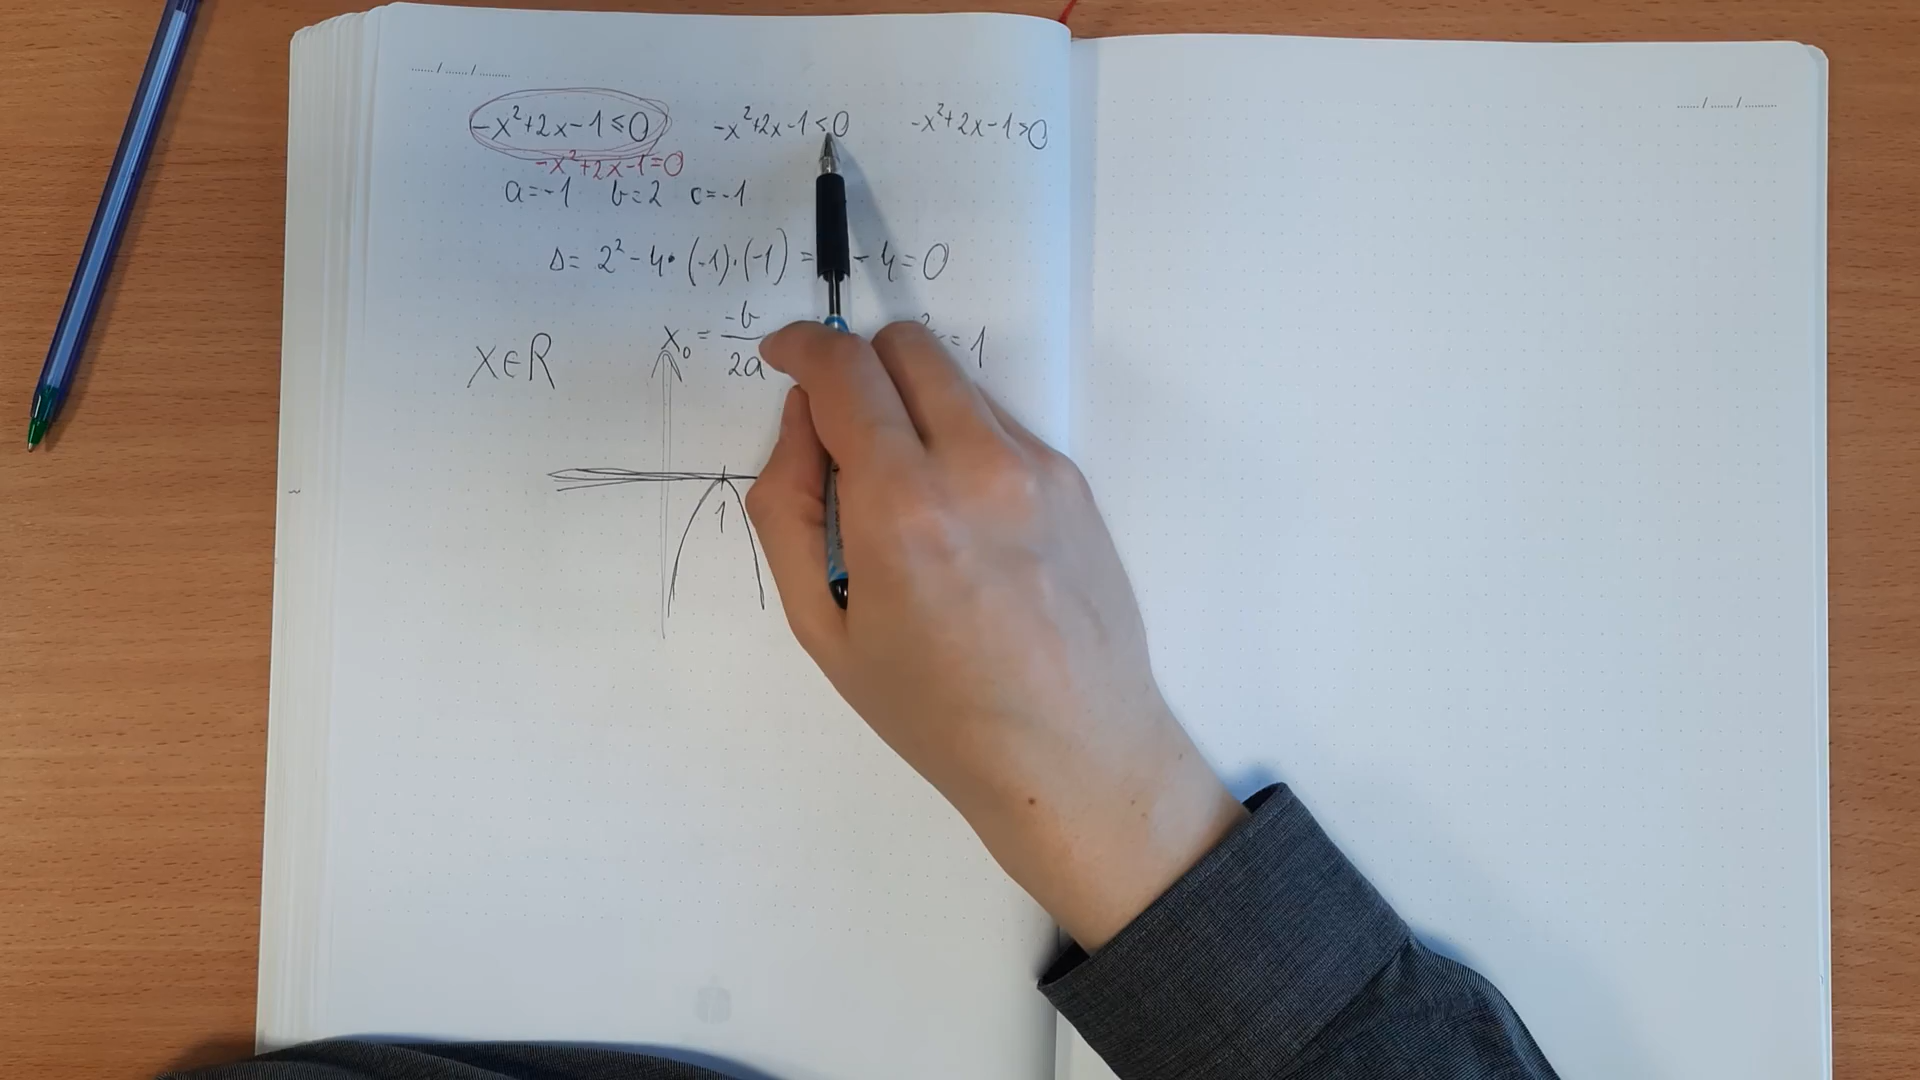 ...... / ...... / .........
-x²+2x-1≤0 -x²+2x-1<0 -x²+2x-1>0
-x²+2x-1=0
a=-1 b=2 c=-1
Δ= 2²-4·(-1)·(-1) = - 4=0
x∈R x₀ = -b/2a =1
1
...... / ...... / .........